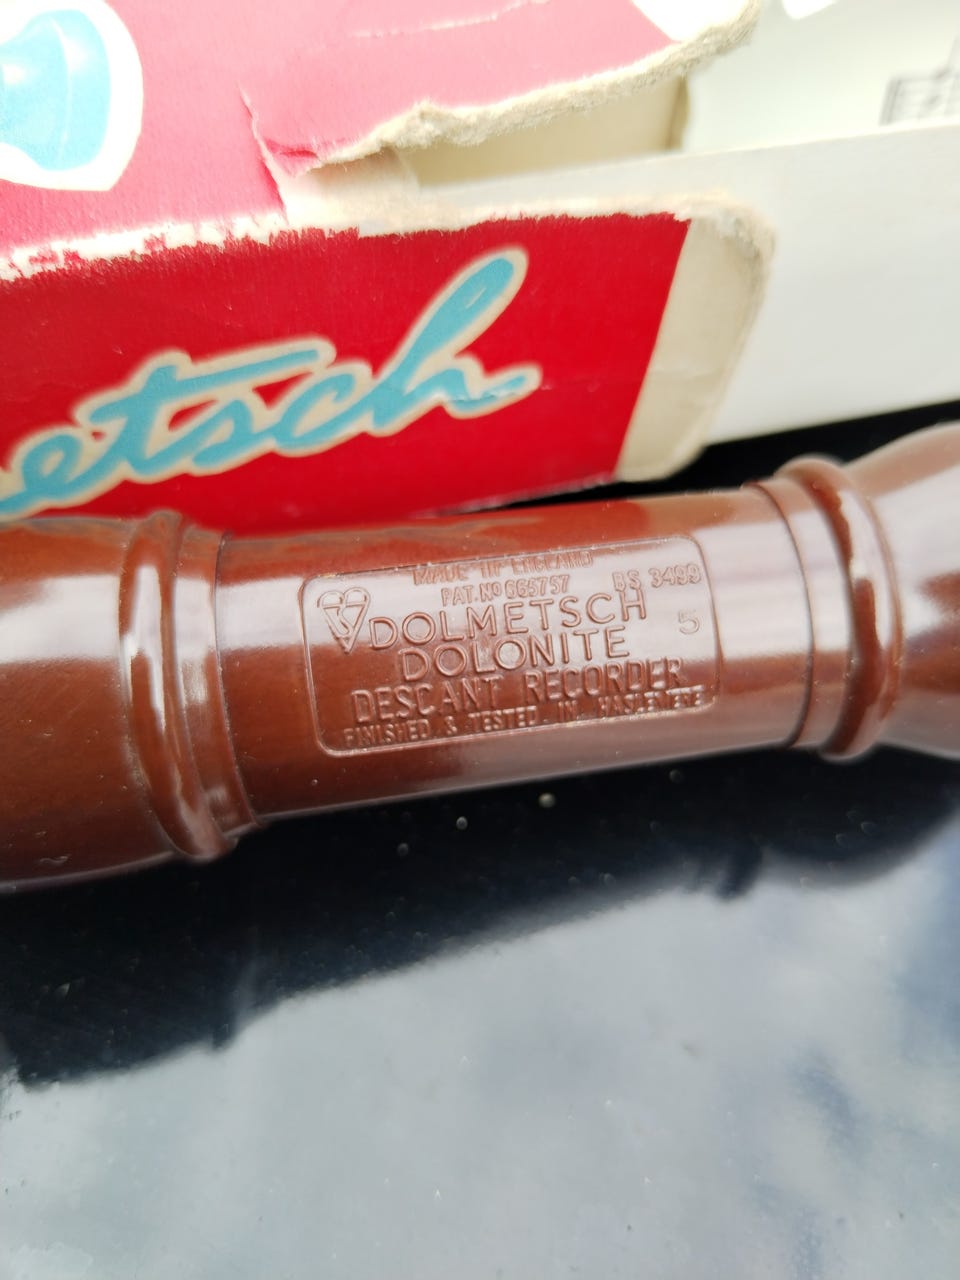 etsch
MADE IN ENGLAND
PAT. Nº 665757 BS 3499
DOLMETSCH 5
DOLONITE
DESCANT RECORDER
FINISHED & TESTED IN HASLEMERE